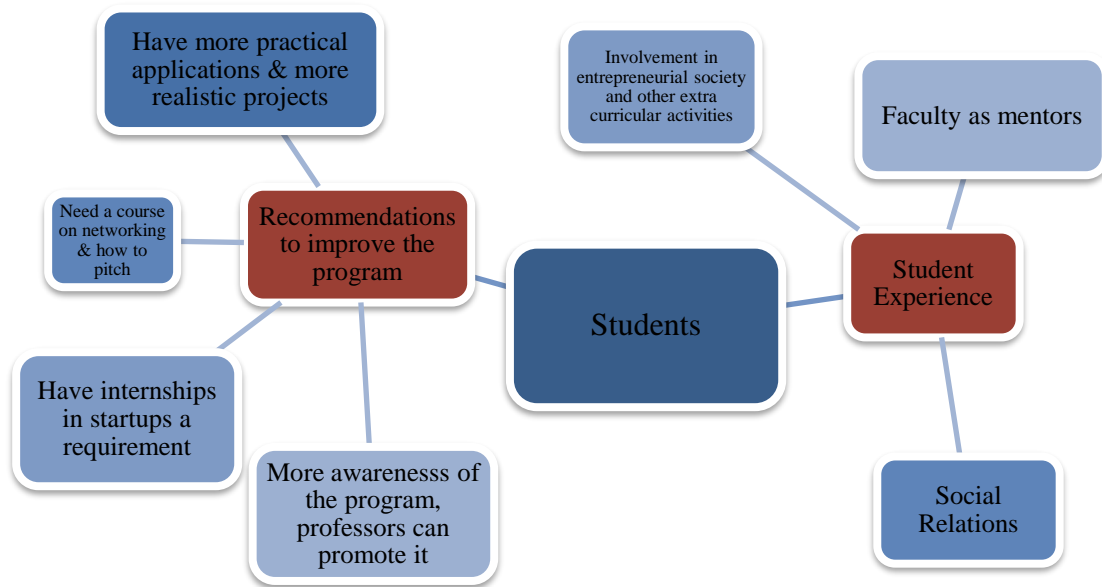 Have more practical
applications & more
realistic projects
Involvement in
entrepreneurial society
and other extra
curricular activities
Faculty as mentors
Need a course
on networking
& how to
pitch
Recommendations
to improve the
program
Students
Student
Experience
Have internships
in startups a
requirement
More awarenesss of
the program,
professors can
promote it
Social
Relations